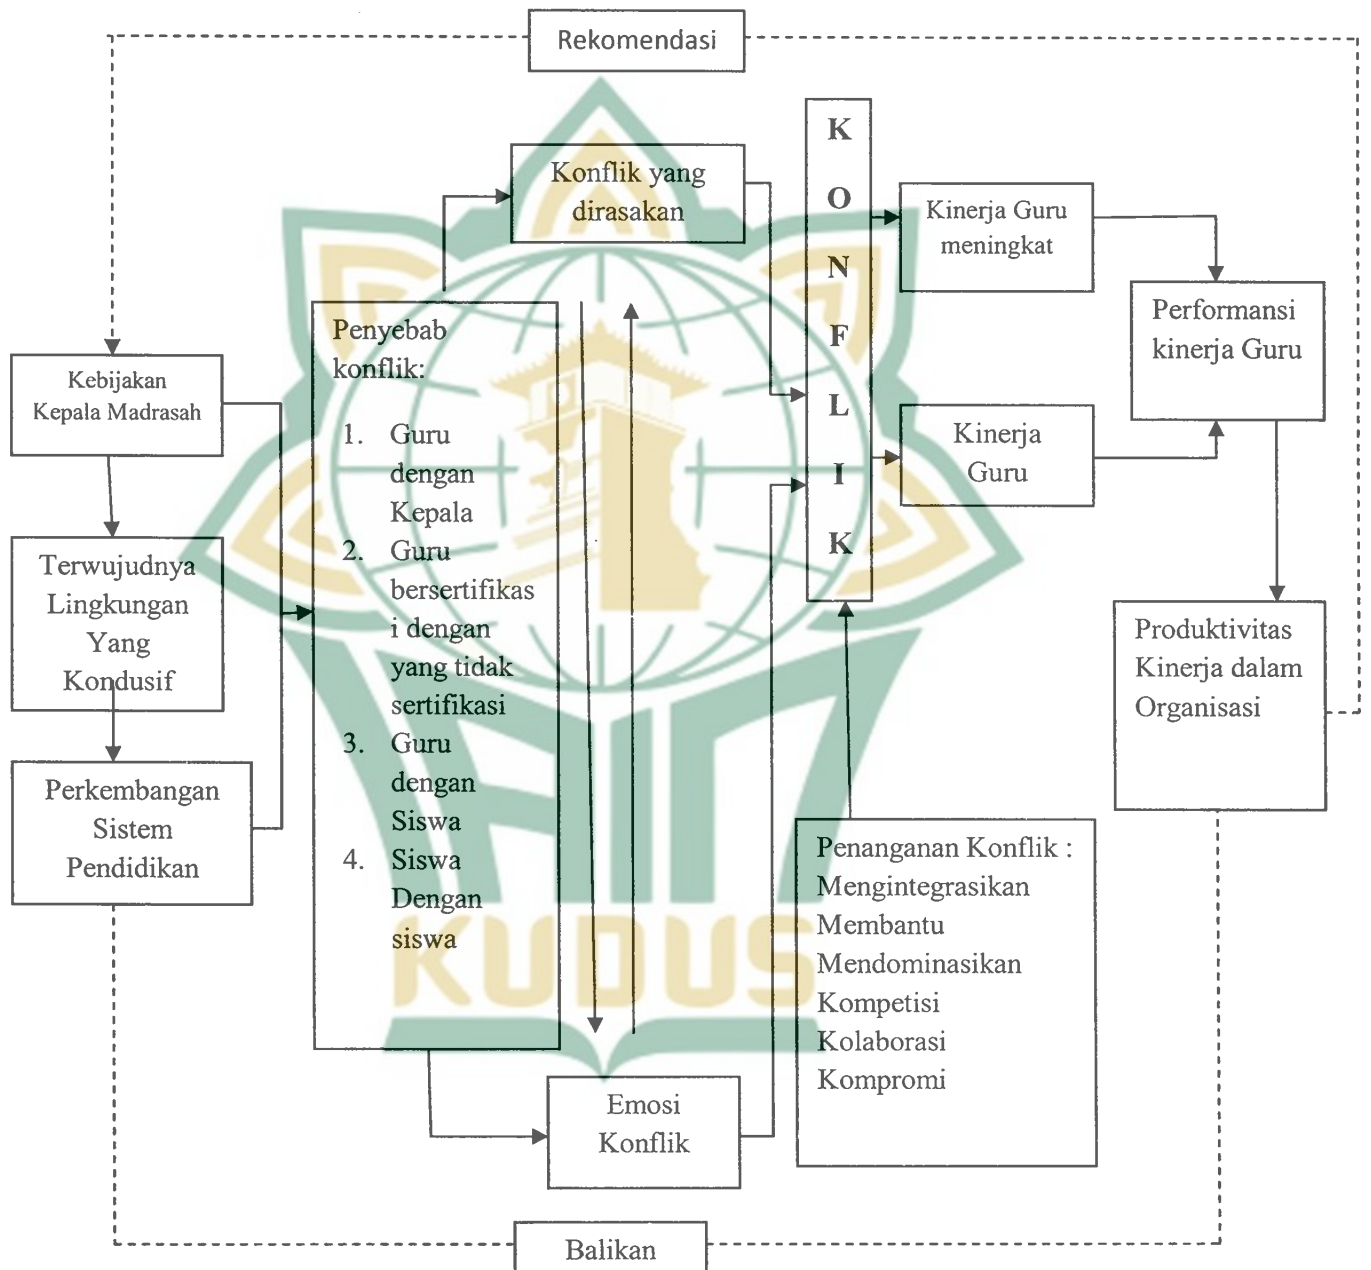 Rekomendasi
Konflik yang
dirasakan
K
O
N
F
L
I
K
Kinerja Guru
meningkat
Performansi
kinerja Guru
Kinerja
Guru
Produktivitas
Kinerja dalam
Organisasi
Kebijakan
Kepala Madrasah
Terwujudnya
Lingkungan
Yang
Kondusif
Perkembangan
Sistem
Pendidikan
Penyebab
konflik:
1. Guru
dengan
Kepala
2. Guru
bersertifikas
i dengan
yang tidak
sertifikasi
3. Guru
dengan
Siswa
4. Siswa
Dengan
siswa
Penanganan Konflik :
Mengintegrasikan
Membantu
Mendominasikan
Kompetisi
Kolaborasi
Kompromi
Emosi
Konflik
Balikan
KUDUS